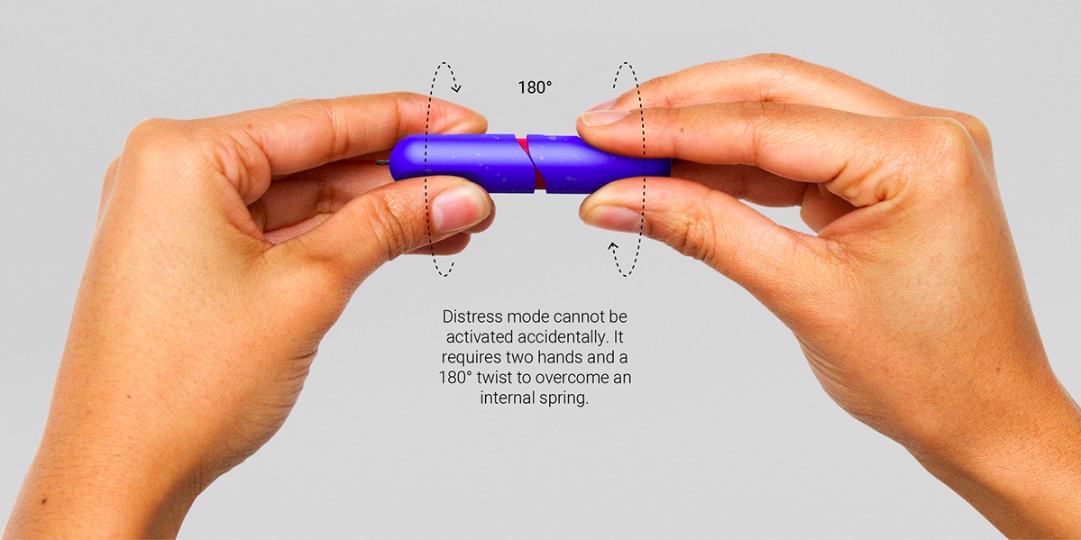 180°
Distress mode cannot be
activated accidentally. It
requires two hands and a
180° twist to overcome an
internal spring.